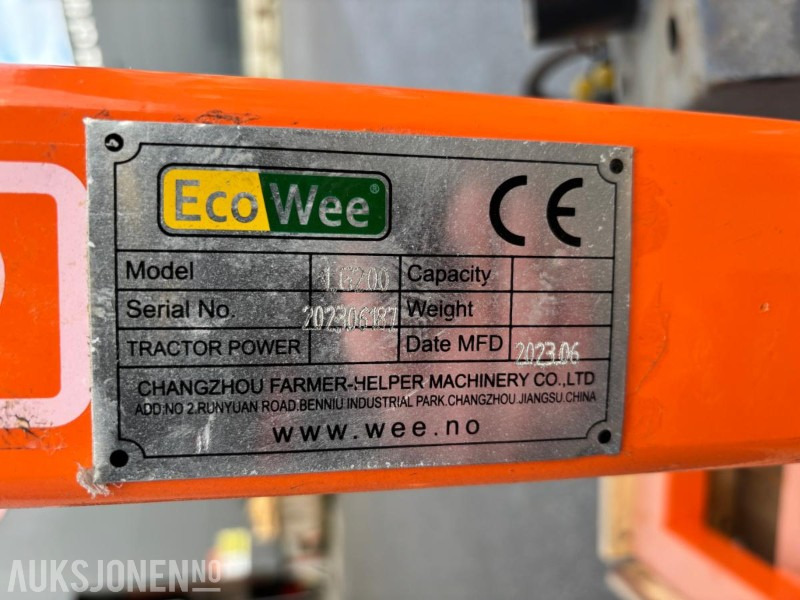 EcoWee®
CE
Model Capacity
Serial No. 202306187 Weight
TRACTOR POWER Date MFD 2023.06
CHANGZHOU FARMER-HELPER MACHINERY CO.,LTD
ADD:NO 2.RUNYUAN ROAD.BENNIU INDUSTRIAL PARK.CHANGZHOU.JIANGSU.CHINA
www.wee.no
AUKSJONEN.NO